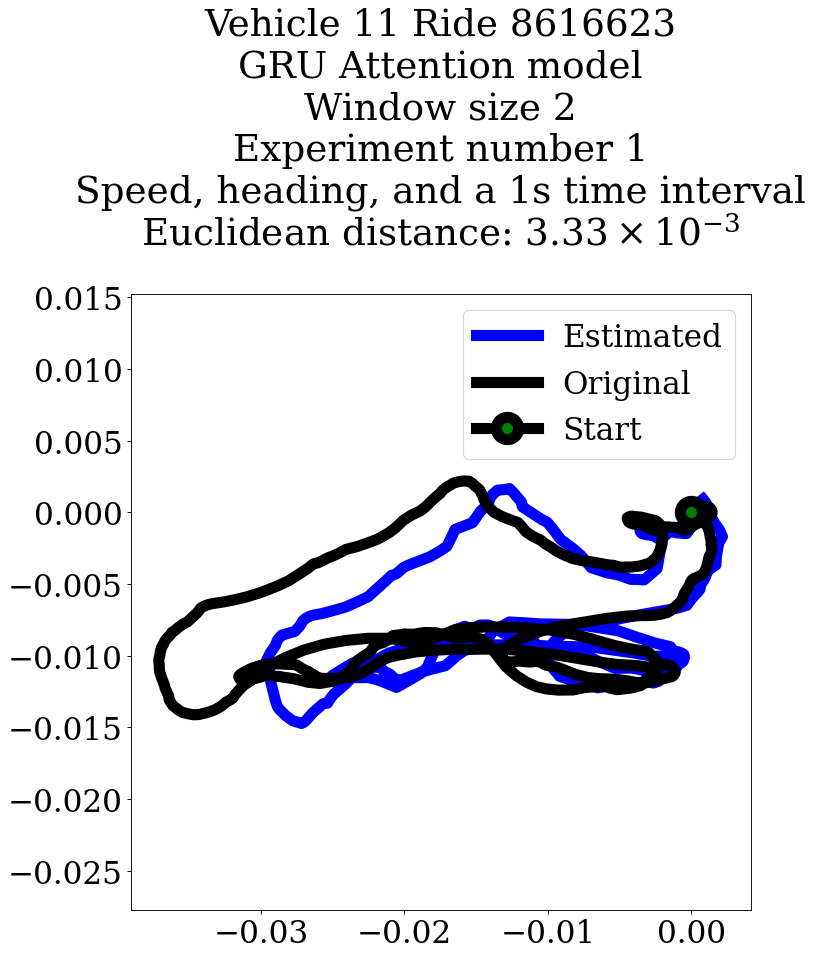 Vehicle 11 Ride 8616623
GRU Attention model
Window size 2
Experiment number 1
Speed, heading, and a 1s time interval
Euclidean distance: 3.33 × 10⁻³
0.015
0.010
0.005
0.000
−0.005
−0.010
−0.015
−0.020
−0.025
Estimated
Original
Start
−0.03 −0.02 −0.01 0.00